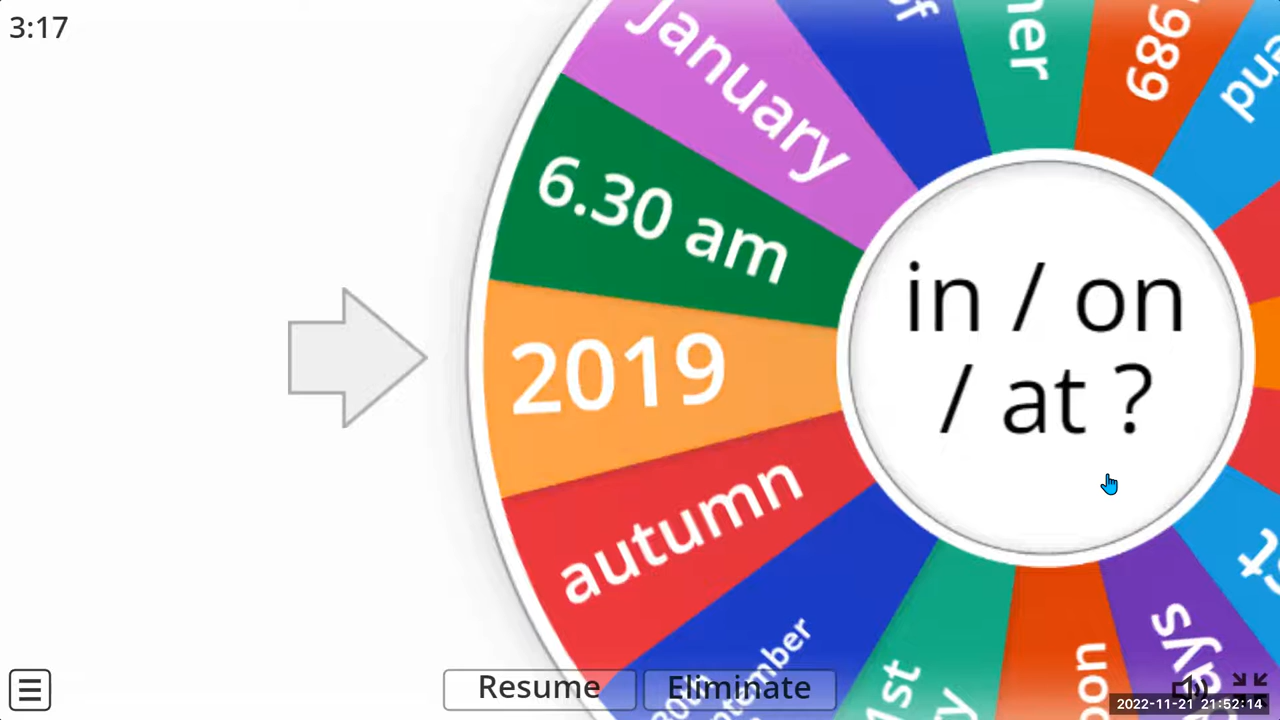 3:17
January
6.30 am
2019
autumn
1989
in / on
/ at ?
Resume
Eliminate
2022-11-21 21:52:14